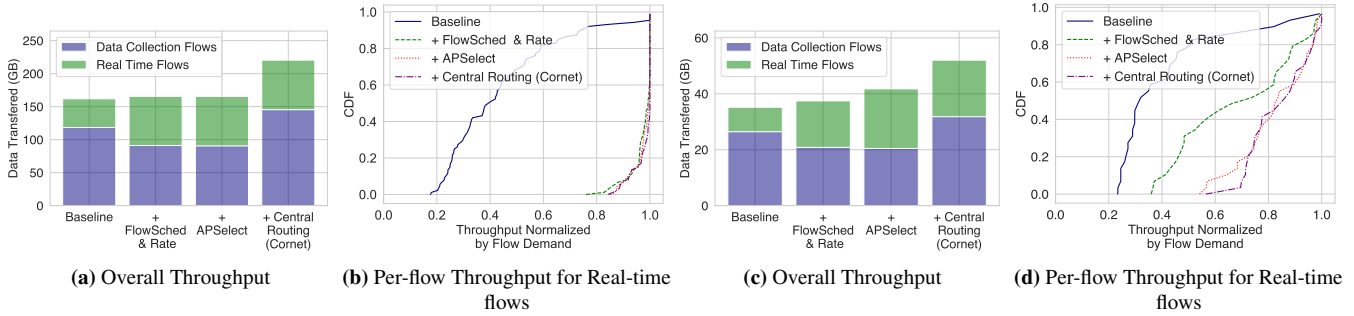 Data Transferred (GB)
250
200
150
100
50
0
Data Collection Flows
Real Time Flows
Baseline
+
FlowSched
& Rate
+
APSelect
+ Central
Routing
(Cornet)
(a) Overall Throughput
CDF
1.0
0.8
0.6
0.4
0.2
0.0
Baseline
+ FlowSched & Rate
+ APSelect
+ Central Routing (Cornet)
0.0 0.2 0.4 0.6 0.8 1.0
Throughput Normalized
by Flow Demand
(b) Per-flow Throughput for Real-time
flows
Data Transferred (GB)
60
40
20
0
Data Collection Flows
Real Time Flows
Baseline
+
FlowSched
& Rate
+
APSelect
+ Central
Routing
(Cornet)
(c) Overall Throughput
CDF
1.0
0.8
0.6
0.4
0.2
0.0
Baseline
+ FlowSched & Rate
+ APSelect
+ Central Routing (Cornet)
0.0 0.2 0.4 0.6 0.8 1.0
Throughput Normalized
by Flow Demand
(d) Per-flow Throughput for Real-time
flows